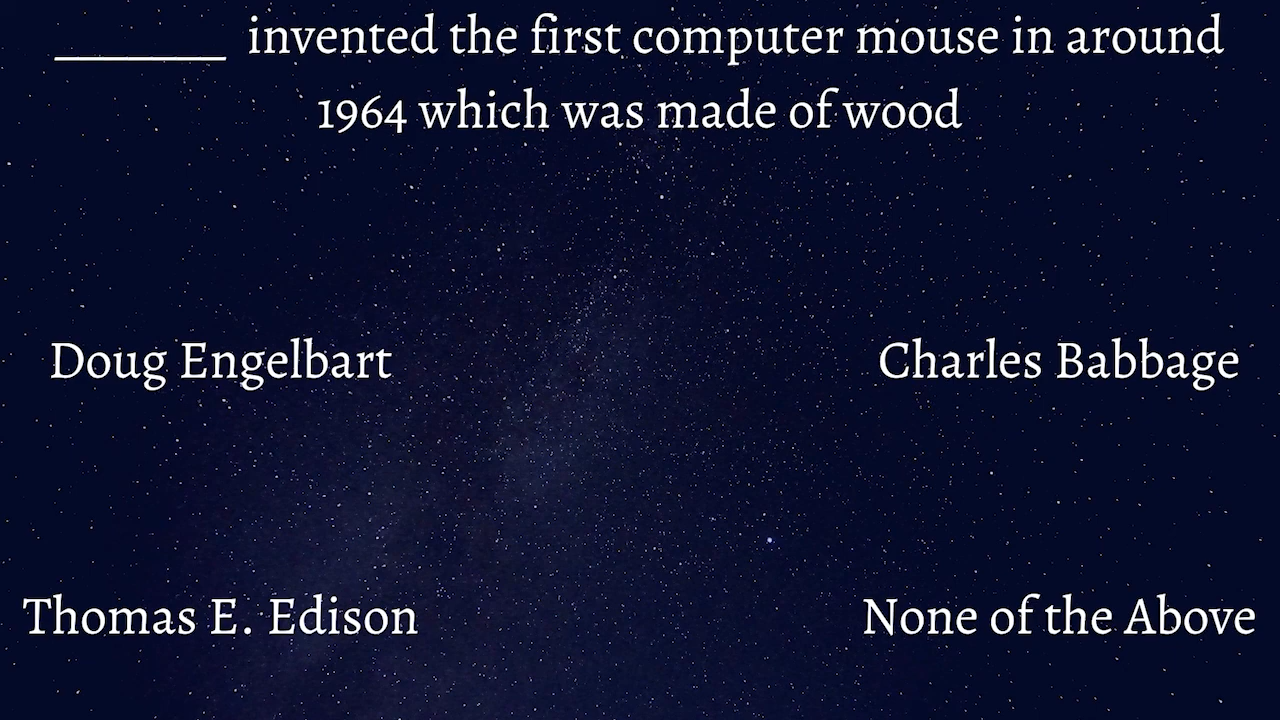 _______ invented the first computer mouse in around
1964 which was made of wood
Doug Engelbart
Charles Babbage
Thomas E. Edison
None of the Above